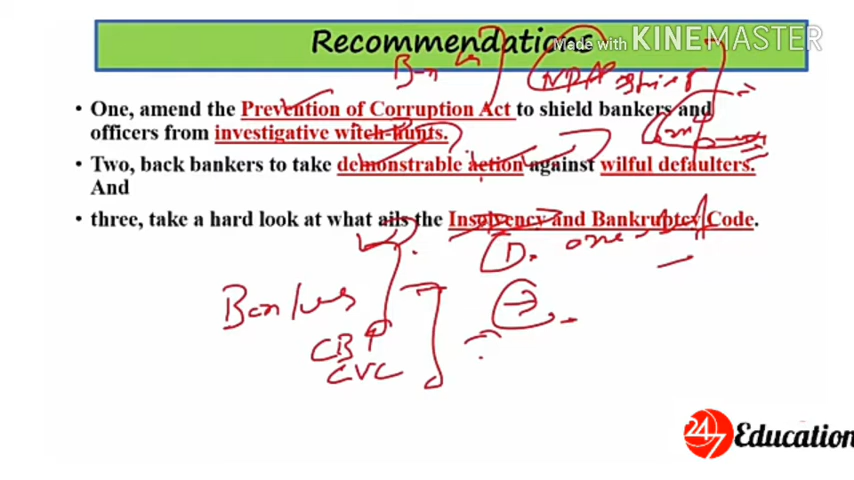 Recommendations
Made with KINEMASTER
• One, amend the Prevention of Corruption Act to shield bankers and
officers from investigative witch-hunts.
• Two, back bankers to take demonstrable action against wilful defaulters.
And
• three, take a hard look at what ails the Insolvency and Bankruptcy Code.
Bankers
CBI
CVC
24/7 Education